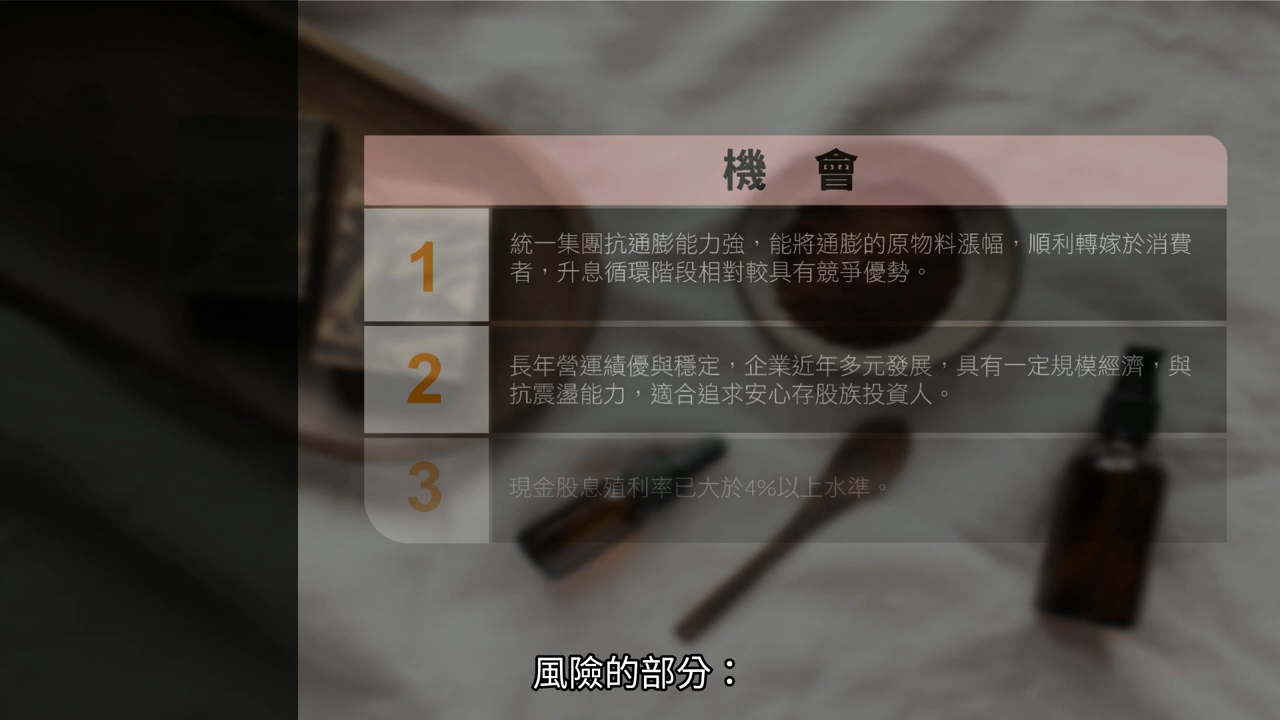 機 會
1
統一集團抗通膨能力強，能將通膨的原物料漲幅，順利轉嫁於消費
者，升息循環階段相對較具有競爭優勢。
2
長年營運績優與穩定，企業近年多元發展，具有一定規模經濟，與
抗震盪能力，適合追求安心存股族投資人。
3
現金股息殖利率已大於4%以上水準。
風險的部分：